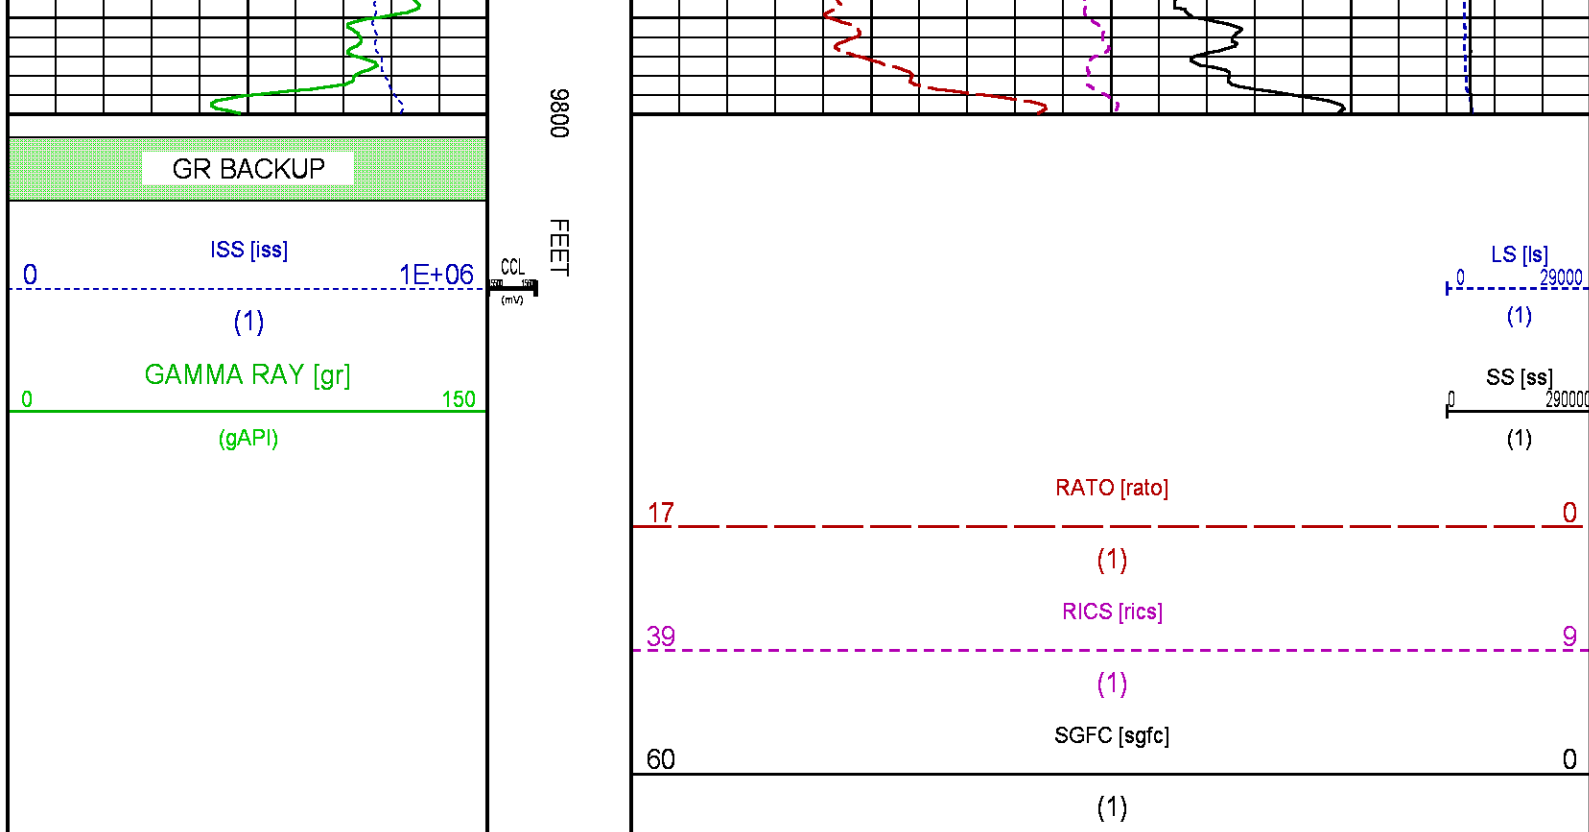 9800
FEET
GR BACKUP
ISS [iss]
0 1E+06
(1)
GAMMA RAY [gr]
0 150
(gAPI)
CCL
(mV)
LS [ls]
0 29000
(1)
SS [ss]
0 290000
(1)
RATO [rato]
17 0
(1)
RICS [rics]
39 9
(1)
SGFC [sgfc]
60 0
(1)